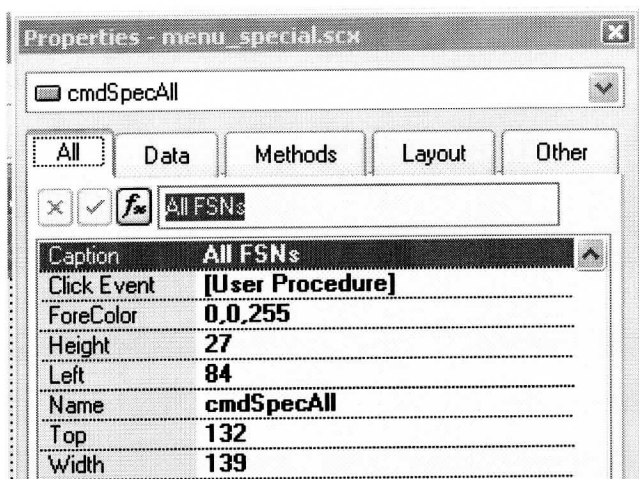 Properties - menu_special.scx
cmdSpecAll
All Data Methods Layout Other
fx All FSNs
Caption All FSNs
Click Event [User Procedure]
ForeColor 0,0,255
Height 27
Left 84
Name cmdSpecAll
Top 132
Width 139